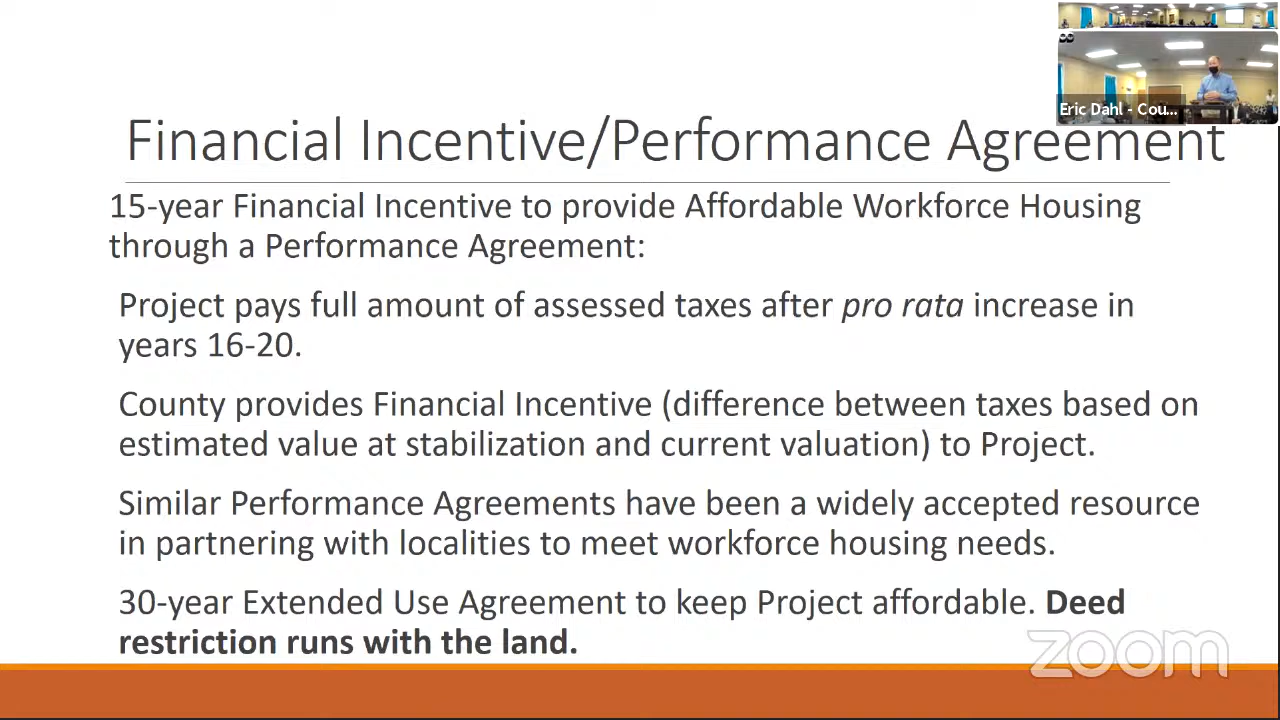 Eric Dahl - Cou...
Financial Incentive/Performance Agreement
15-year Financial Incentive to provide Affordable Workforce Housing
through a Performance Agreement:
Project pays full amount of assessed taxes after pro rata increase in
years 16-20.
County provides Financial Incentive (difference between taxes based on
estimated value at stabilization and current valuation) to Project.
Similar Performance Agreements have been a widely accepted resource
in partnering with localities to meet workforce housing needs.
30-year Extended Use Agreement to keep Project affordable. Deed
restriction runs with the land.
zoom